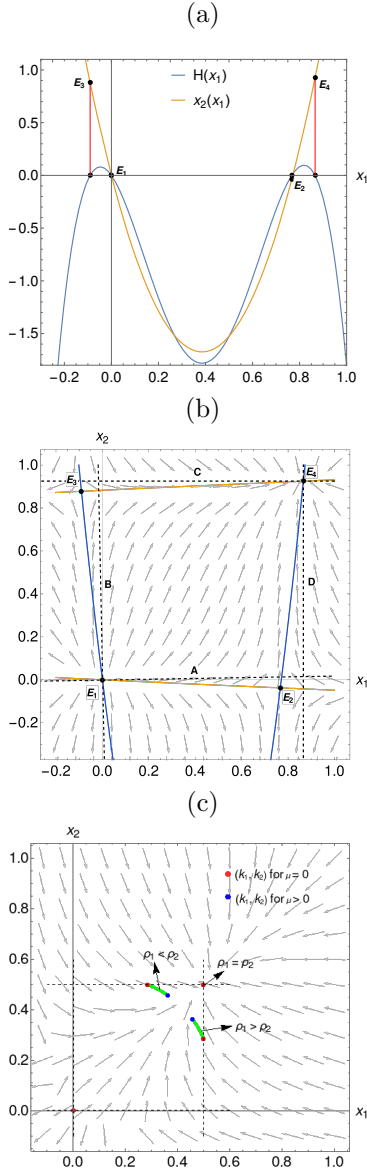 (a)
1.0
0.5
0.0
−0.5
−1.0
−1.5
E3
E1
E2
E4
H(x1)
x2(x1)
x1
−0.2 0.0 0.2 0.4 0.6 0.8 1.0
(b)
x2
1.0
0.8
0.6
0.4
0.2
0.0
−0.2
E3
C
E4
B
D
A
E1
E2
x1
−0.2 0.0 0.2 0.4 0.6 0.8 1.0
(c)
x2
1.0
0.8
0.6
0.4
0.2
0.0
(k1, k2) for μ = 0
(k1, k2) for μ > 0
ρ1 < ρ2
ρ1 = ρ2
ρ1 > ρ2
x1
0.0 0.2 0.4 0.6 0.8 1.0